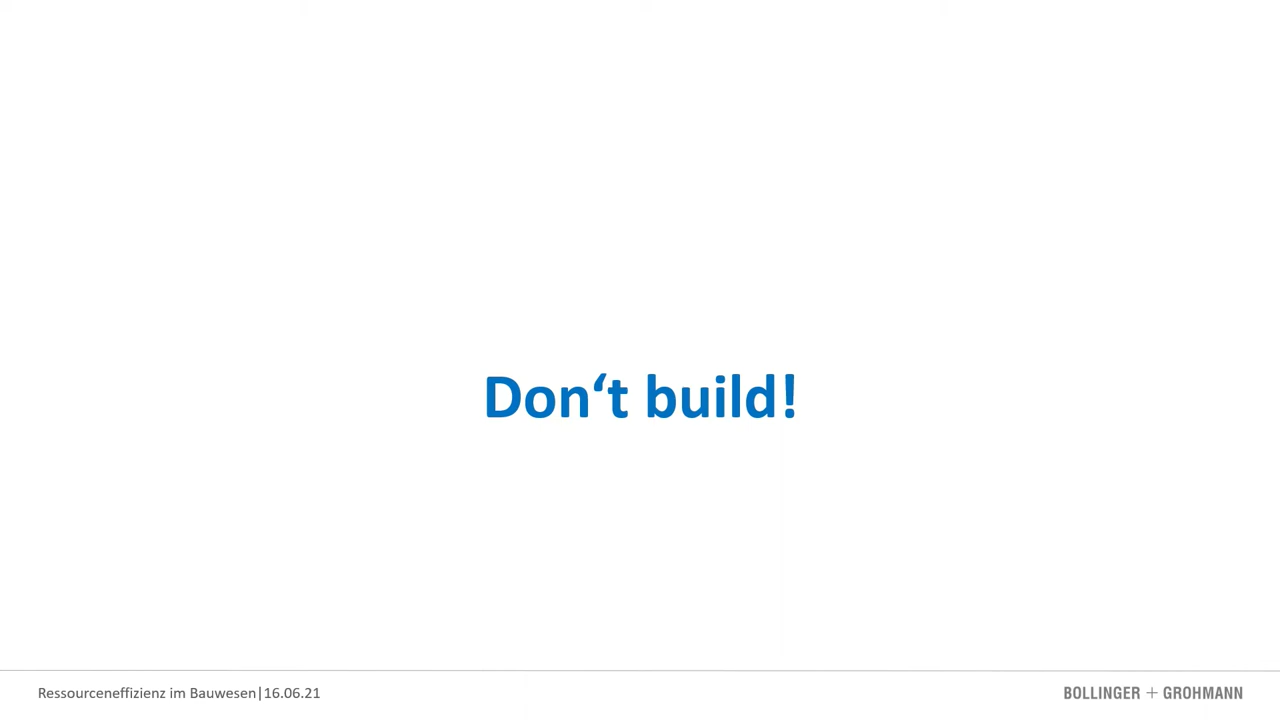 Don‘t build!
Ressourceneffizienz im Bauwesen|16.06.21
BOLLINGER + GROHMANN